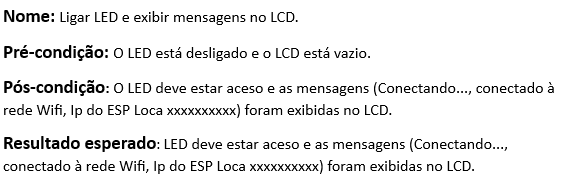 Nome: Ligar LED e exibir mensagens no LCD.
Pré-condição: O LED está desligado e o LCD está vazio.
Pós-condição: O LED deve estar aceso e as mensagens (Conectando..., conectado à
rede Wifi, Ip do ESP Loca xxxxxxxxxx) foram exibidas no LCD.
Resultado esperado: LED deve estar aceso e as mensagens (Conectando...,
conectado à rede Wifi, Ip do ESP Loca xxxxxxxxxx) foram exibidas no LCD.